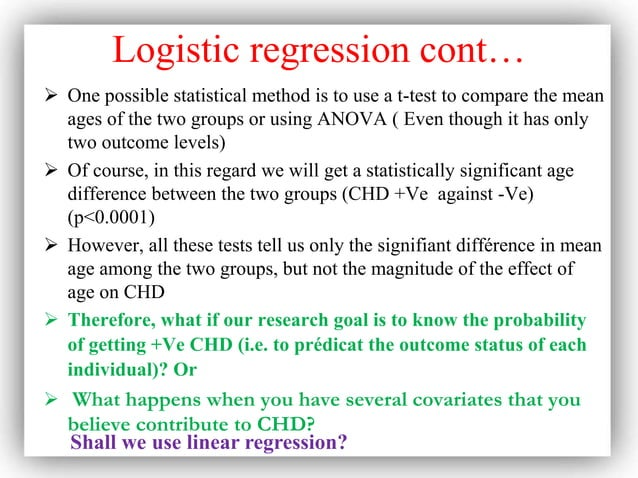 Logistic regression cont…
➢ One possible statistical method is to use a t-test to compare the mean
ages of the two groups or using ANOVA ( Even though it has only
two outcome levels)
➢ Of course, in this regard we will get a statistically significant age
difference between the two groups (CHD +Ve against -Ve)
(p<0.0001)
➢ However, all these tests tell us only the signifiant différence in mean
age among the two groups, but not the magnitude of the effect of
age on CHD
➢ Therefore, what if our research goal is to know the probability
of getting +Ve CHD (i.e. to prédicat the outcome status of each
individual)? Or
➢ What happens when you have several covariates that you
believe contribute to CHD?
Shall we use linear regression?